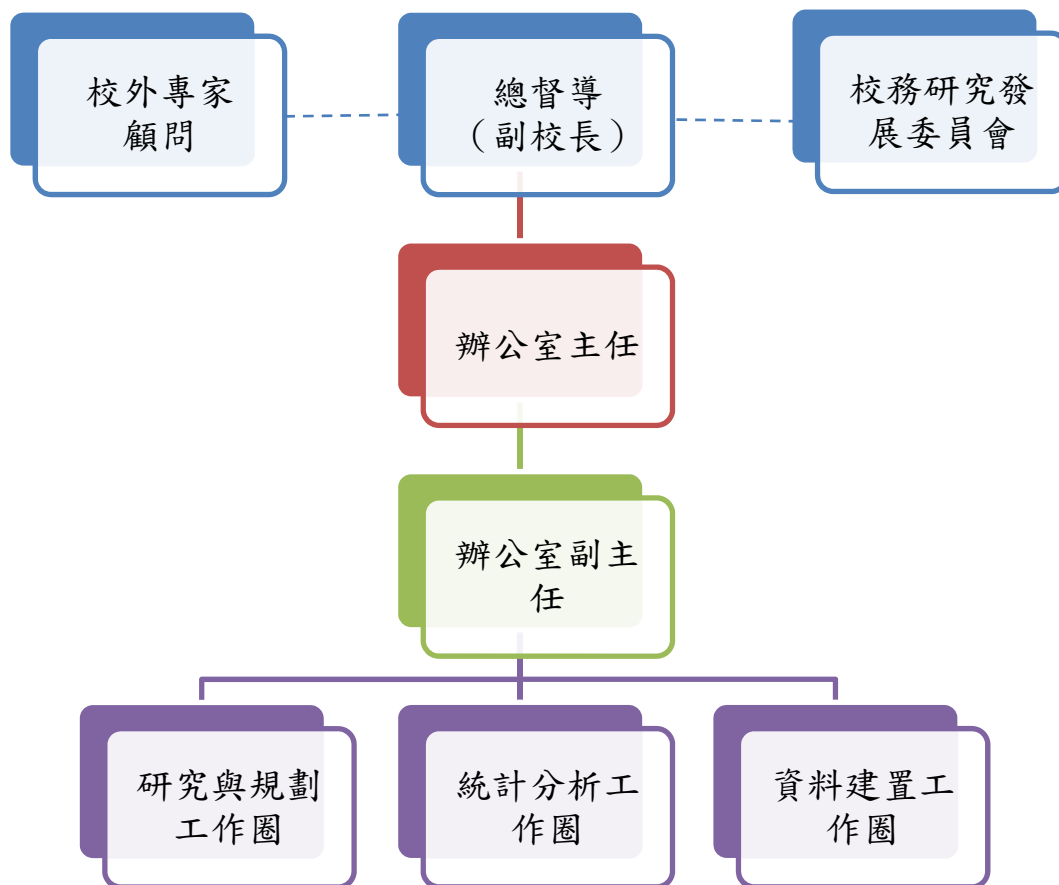 校外專家
顧問
總督導
（副校長）
校務研究發
展委員會
辦公室主任
辦公室副主
任
研究與規劃
工作圈
統計分析工
作圈
資料建置工
作圈